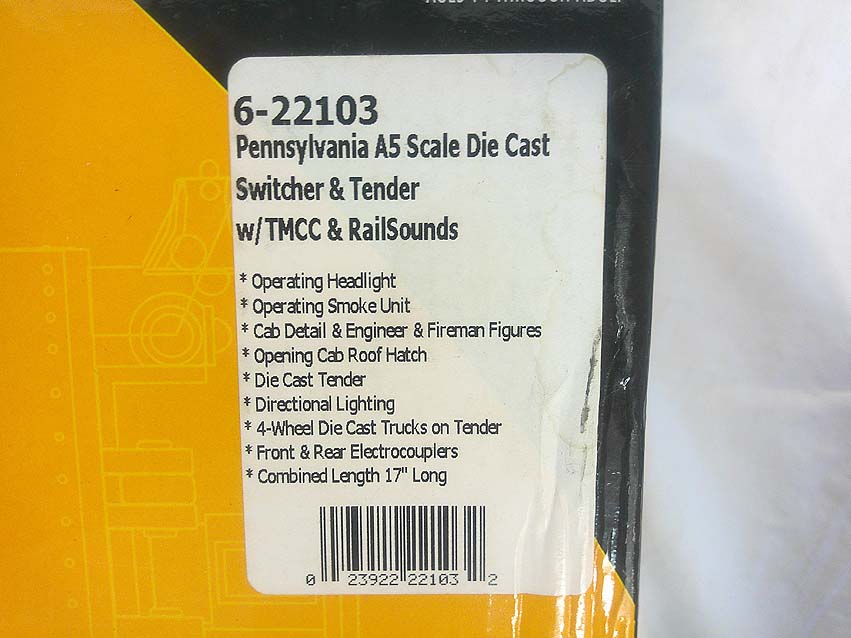 6-22103
Pennsylvania A5 Scale Die Cast
Switcher & Tender
w/TMCC & RailSounds
* Operating Headlight
* Operating Smoke Unit
* Cab Detail & Engineer & Fireman Figures
* Opening Cab Roof Hatch
* Die Cast Tender
* Directional Lighting
* 4-Wheel Die Cast Trucks on Tender
* Front & Rear Electrocouplers
* Combined Length 17" Long
0 23922 22103 2